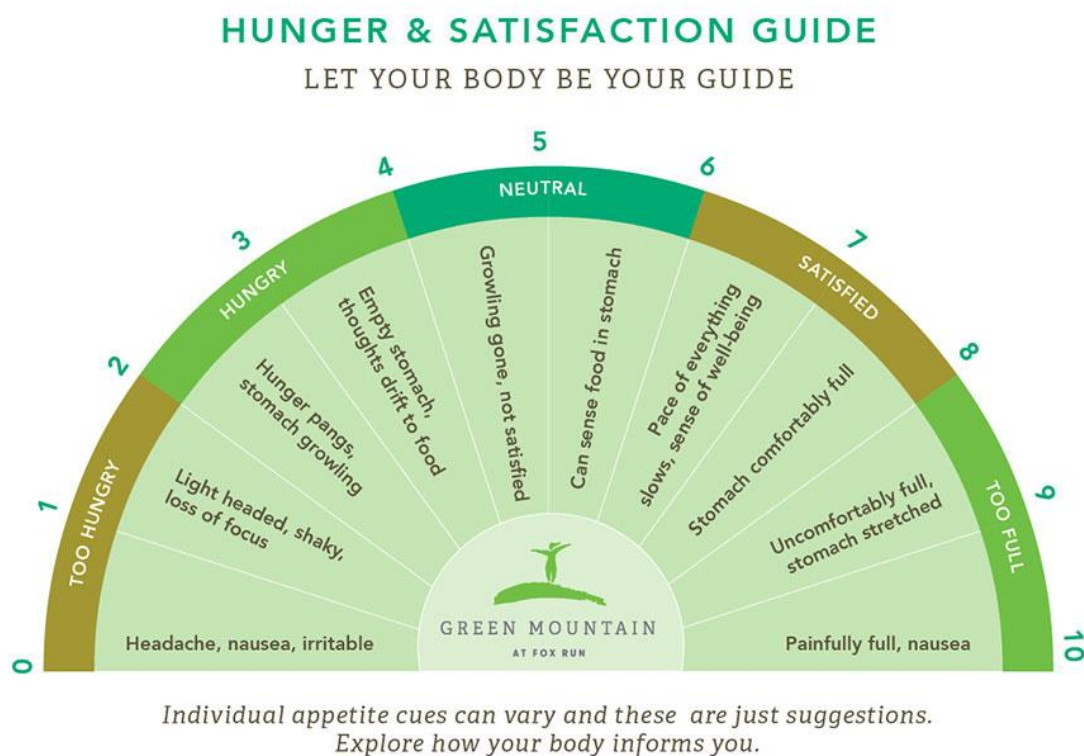 HUNGER & SATISFACTION GUIDE
LET YOUR BODY BE YOUR GUIDE
0
1
2
3
4
5
6
7
8
9
10
TOO HUNGRY
HUNGRY
NEUTRAL
SATISFIED
TOO FULL
Headache, nausea, irritable
Light headed, shaky,
loss of focus
Hunger pangs,
stomach growling
Empty stomach,
thoughts drift to food
Growling gone, not satisfied
Can sense food in stomach
Pace of everything
slows, sense of well-being
Stomach comfortably full
Uncomfortably full,
stomach stretched
Painfully full, nausea
GREEN MOUNTAIN
AT FOX RUN
Individual appetite cues can vary and these are just suggestions.
Explore how your body informs you.